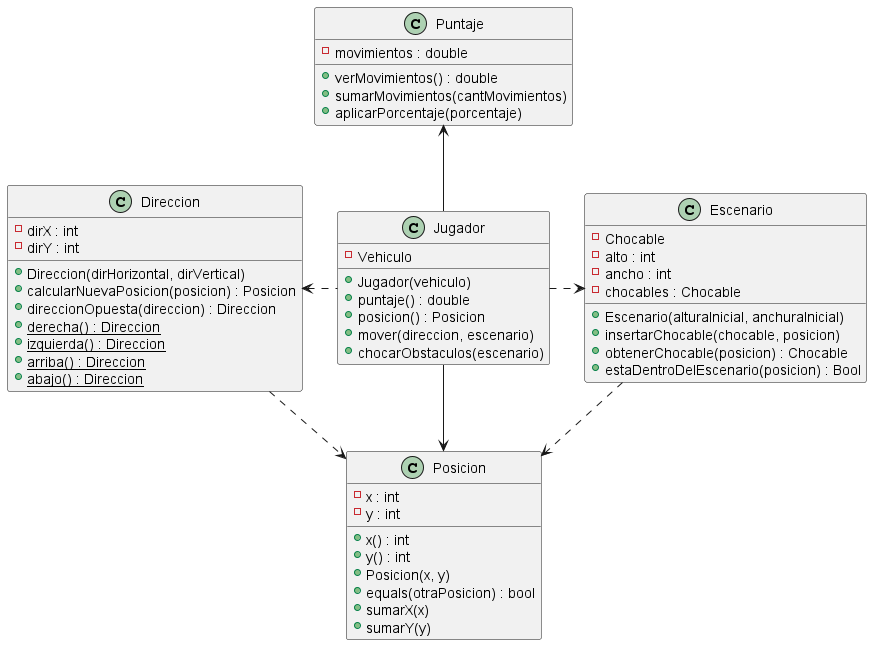 C Puntaje
movimientos : double
verMovimientos() : double
sumarMovimientos(cantMovimientos)
aplicarPorcentaje(porcentaje)
C Direccion
dirX : int
dirY : int
Direccion(dirHorizontal, dirVertical)
calcularNuevaPosicion(posicion) : Posicion
direccionOpuesta(direccion) : Direccion
derecha() : Direccion
izquierda() : Direccion
arriba() : Direccion
abajo() : Direccion
C Jugador
Vehiculo
Jugador(vehiculo)
puntaje() : double
posicion() : Posicion
mover(direccion, escenario)
chocarObstaculos(escenario)
C Escenario
Chocable
alto : int
ancho : int
chocables : Chocable
Escenario(alturaInicial, anchuraInicial)
insertarChocable(chocable, posicion)
obtenerChocable(posicion) : Chocable
estaDentroDelEscenario(posicion) : Bool
C Posicion
x : int
y : int
x() : int
y() : int
Posicion(x, y)
equals(otraPosicion) : bool
sumarX(x)
sumarY(y)